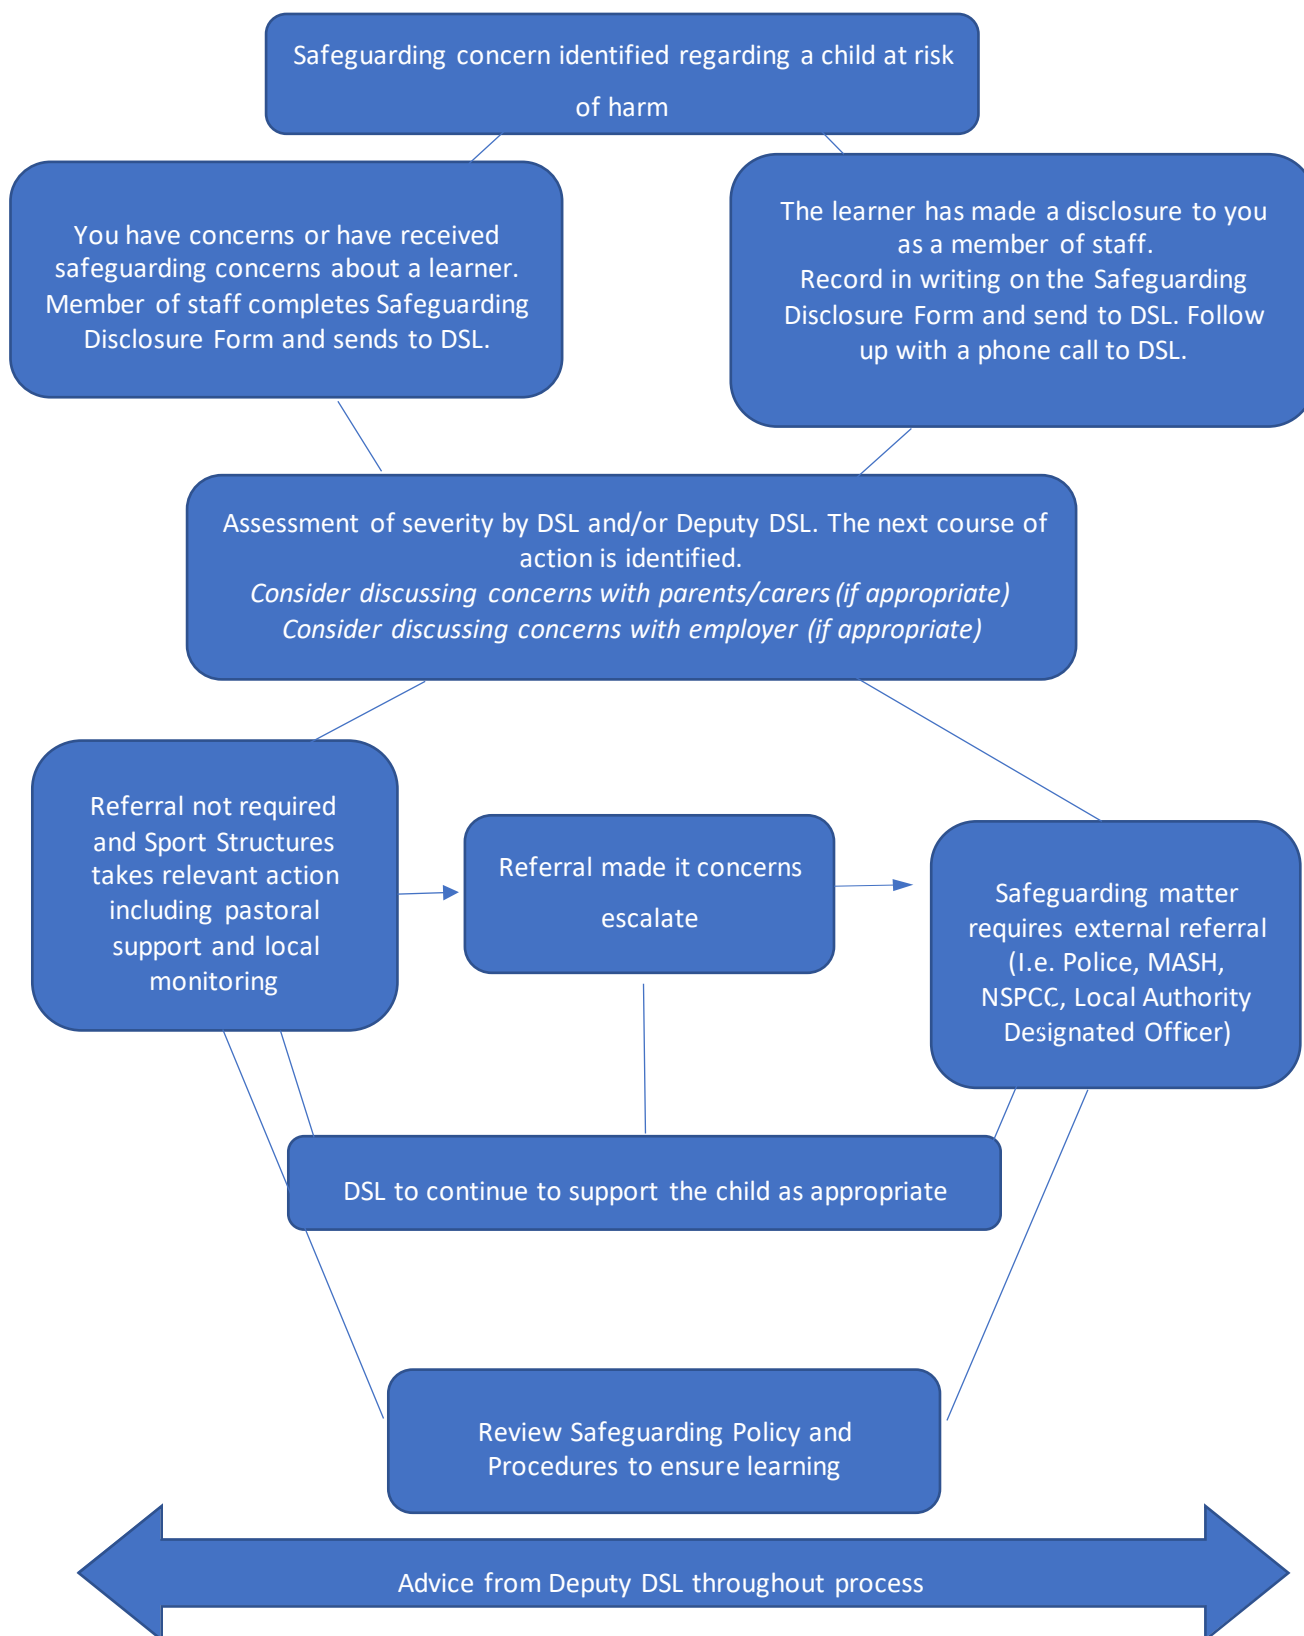 Safeguarding concern identified regarding a child at risk
of harm
You have concerns or have received
safeguarding concerns about a learner.
Member of staff completes Safeguarding
Disclosure Form and sends to DSL.
The learner has made a disclosure to you
as a member of staff.
Record in writing on the Safeguarding
Disclosure Form and send to DSL. Follow
up with a phone call to DSL.
Assessment of severity by DSL and/or Deputy DSL. The next course of
action is identified.
Consider discussing concerns with parents/carers (if appropriate)
Consider discussing concerns with employer (if appropriate)
Referral not required
and Sport Structures
takes relevant action
including pastoral
support and local
monitoring
Referral made it concerns
escalate
Safeguarding matter
requires external referral
(I.e. Police, MASH,
NSPCC, Local Authority
Designated Officer)
DSL to continue to support the child as appropriate
Review Safeguarding Policy and
Procedures to ensure learning
Advice from Deputy DSL throughout process